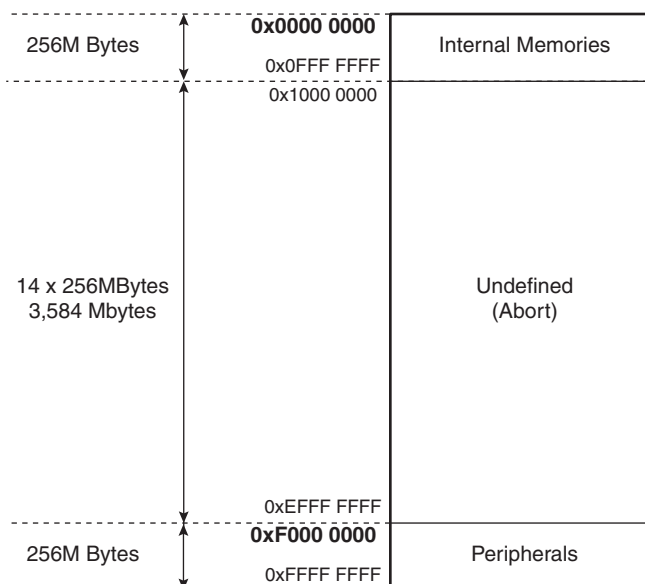 0x0000 0000
256M Bytes
Internal Memories
0x0FFF FFFF
0x1000 0000
14 x 256MBytes
3,584 Mbytes
Undefined
(Abort)
0xEFFF FFFF
0xF000 0000
256M Bytes
Peripherals
0xFFFF FFFF